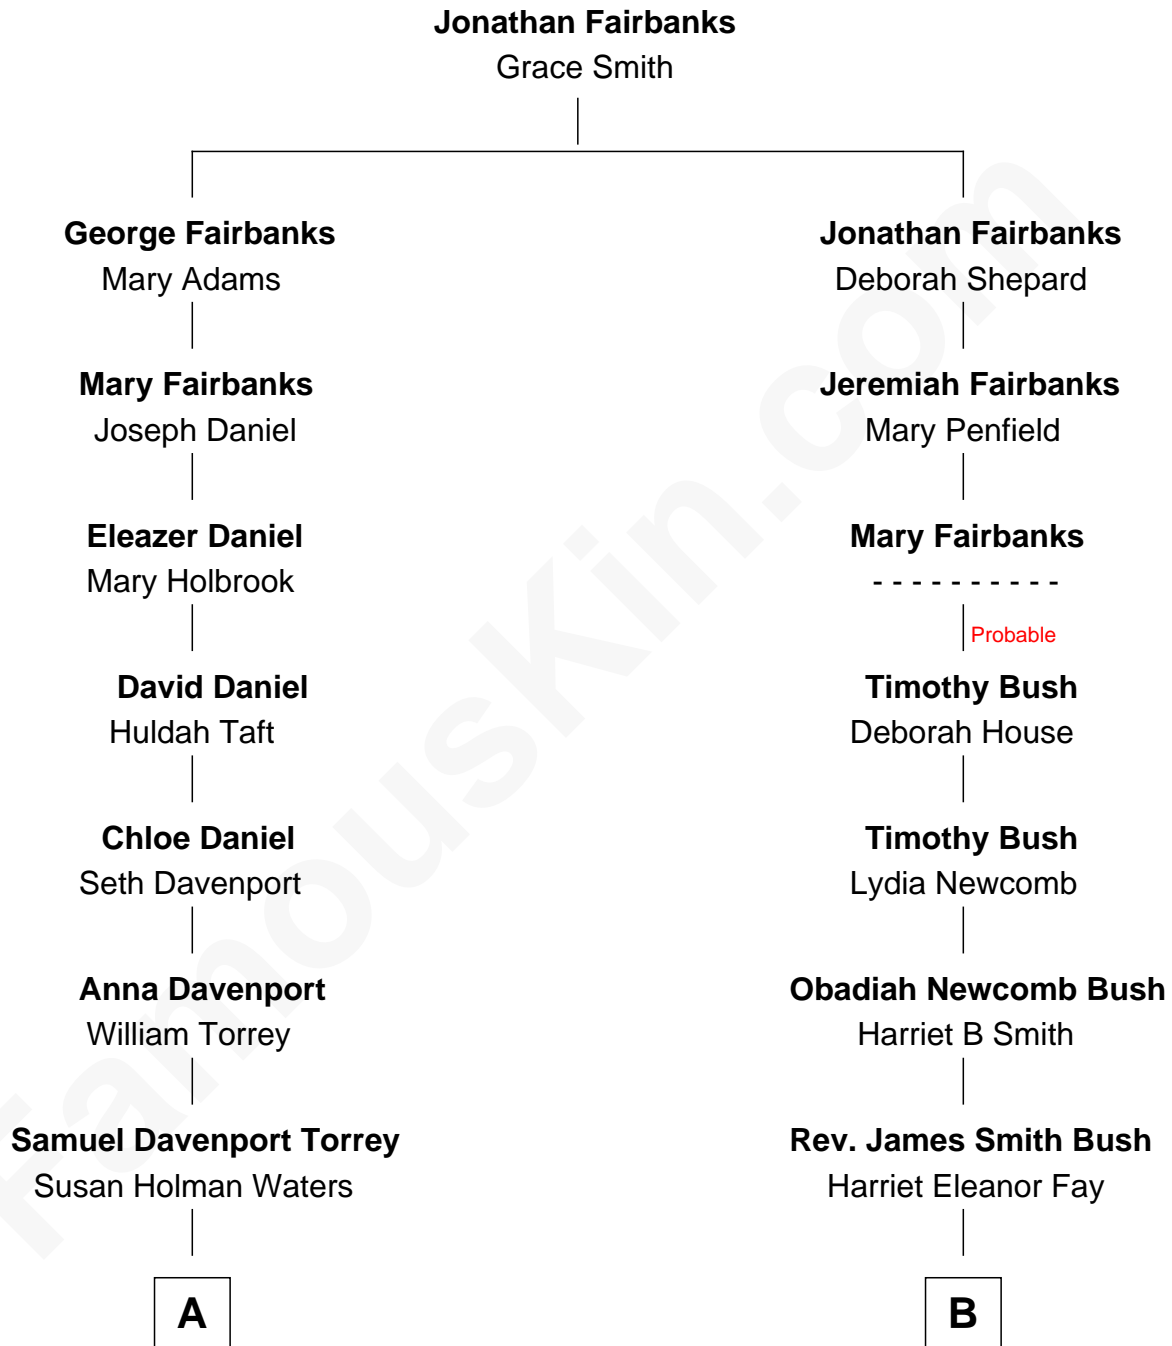 Jonathan Fairbanks
Grace Smith
George Fairbanks
Mary Adams
Mary Fairbanks
Joseph Daniel
Eleazer Daniel
Mary Holbrook
David Daniel
Huldah Taft
Chloe Daniel
Seth Davenport
Anna Davenport
William Torrey
Samuel Davenport Torrey
Susan Holman Waters
A
Jonathan Fairbanks
Deborah Shepard
Jeremiah Fairbanks
Mary Penfield
Mary Fairbanks
- - - - - - - - - -
Probable
Timothy Bush
Deborah House
Timothy Bush
Lydia Newcomb
Obadiah Newcomb Bush
Harriet B Smith
Rev. James Smith Bush
Harriet Eleanor Fay
B
FamousKin.com